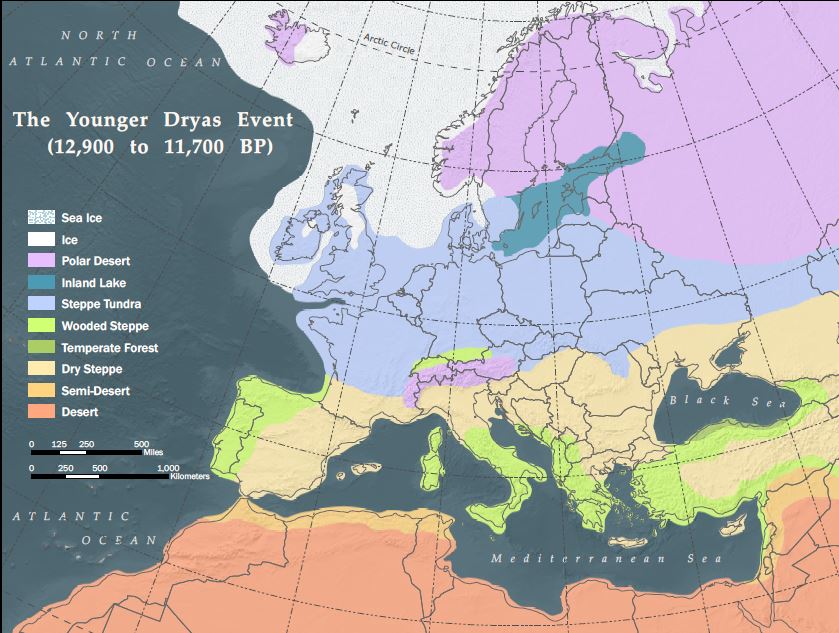 NORTH
ATLANTIC OCEAN
Arctic Circle
The Younger Dryas Event
(12,900 to 11,700 BP)
Sea Ice
Ice
Polar Desert
Inland Lake
Steppe Tundra
Wooded Steppe
Temperate Forest
Dry Steppe
Semi-Desert
Desert
Black Sea
0 125 250 500
Miles
0 250 500 1,000
Kilometers
ATLANTIC
OCEAN
Mediterranean Sea